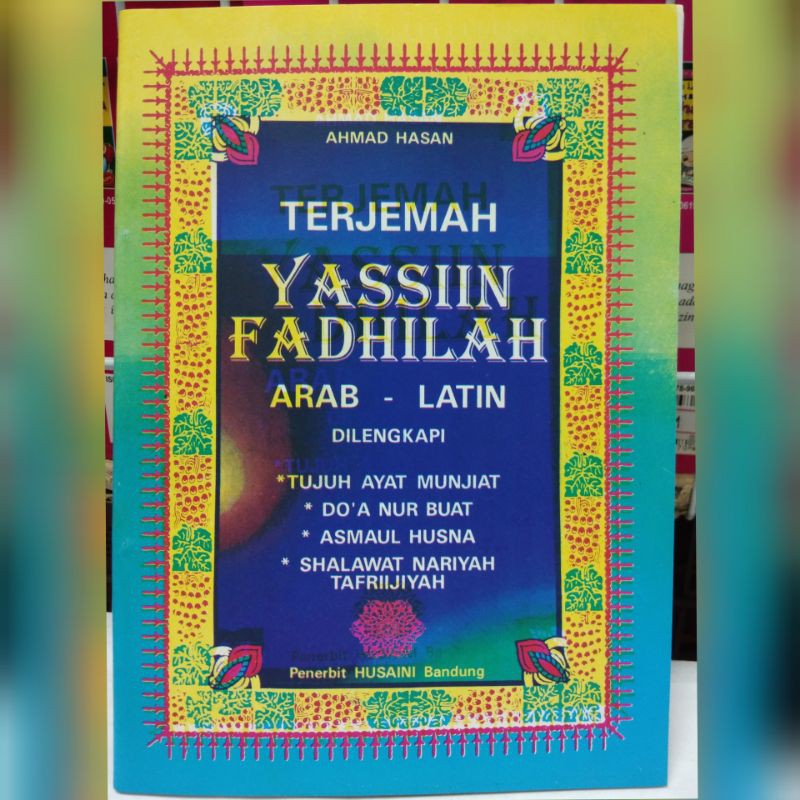 AHMAD HASAN
TERJEMAH
YASSIIN
FADHILAH
ARAB - LATIN
DILENGKAPI
*TUJUH AYAT MUNJIAT
* DO'A NUR BUAT
* ASMAUL HUSNA
* SHALAWAT NARIYAH
TAFRIIJIYAH
Penerbit HUSAINI Bandung